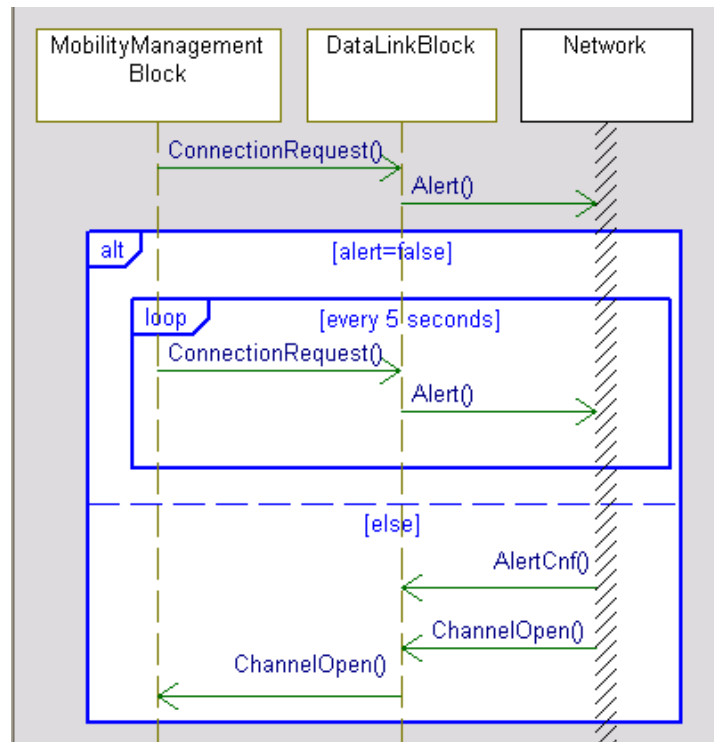 MobilityManagement
Block
DataLinkBlock
Network
ConnectionRequest()
Alert()
alt
[alert=false]
loop
[every 5 seconds]
ConnectionRequest()
Alert()
[else]
AlertCnf()
ChannelOpen()
ChannelOpen()